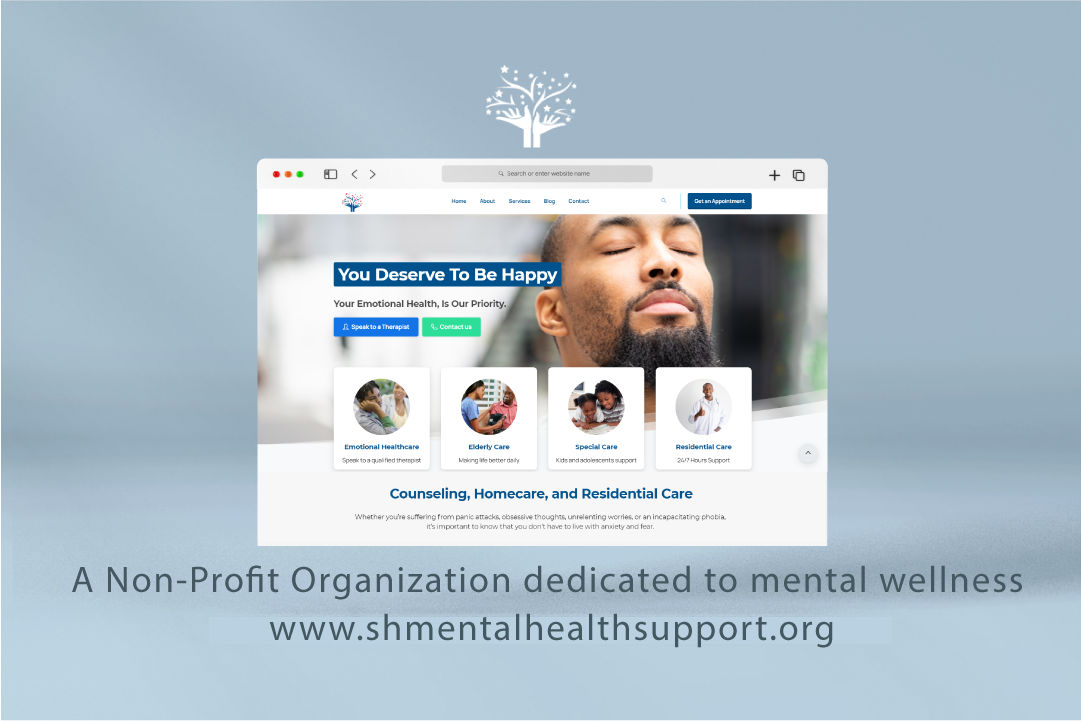 Search or enter website name
Home About Services Blog Contact Get an Appointment
You Deserve To Be Happy
Your Emotional Health, Is Our Priority.
Speak to a Therapist Contact us
Emotional Healthcare Elderly Care Special Care Residential Care
Speak to a qualified therapist Making life better daily Kids and adolescents support 24/7 Hours Support
Counseling, Homecare, and Residential Care
Whether you're suffering from panic attacks, obsessive thoughts, unrelenting worries, or an incapacitating phobia,
it's important to know that you don't have to live with anxiety and fear.
A Non-Profit Organization dedicated to mental wellness
www.shmentalhealthsupport.org